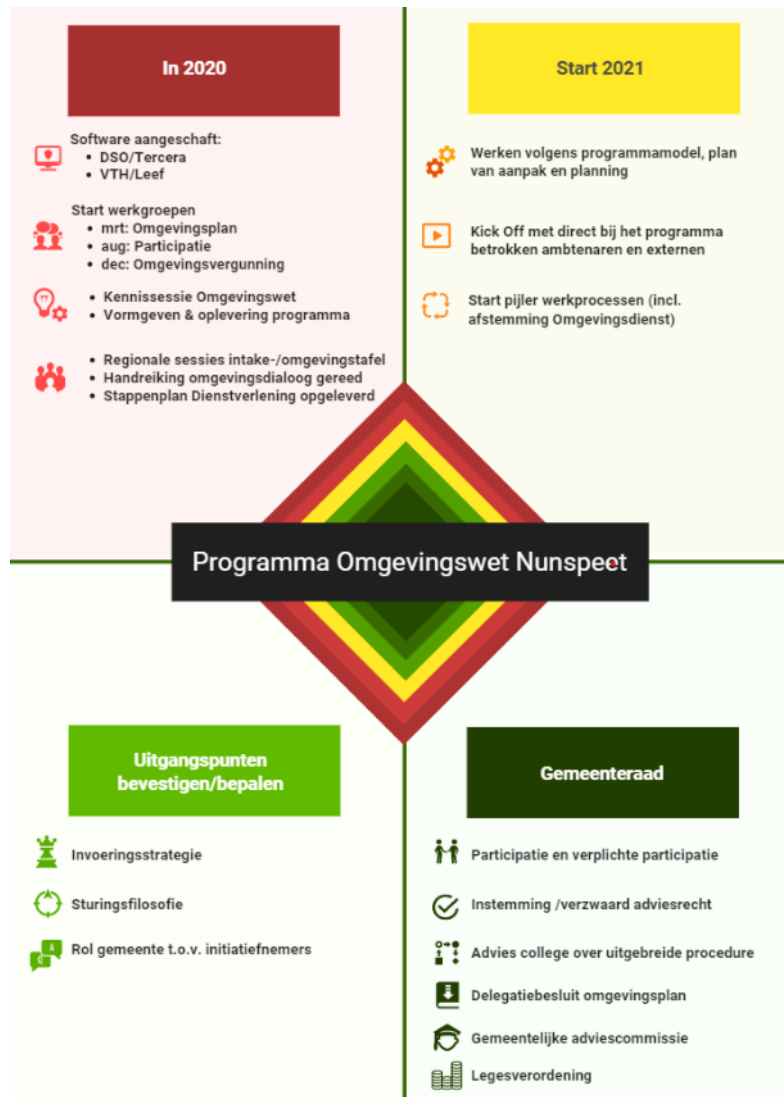 In 2020
Software aangeschaft:
• DSO/Tercera
• VTH/Leef
Start werkgroepen
• mrt: Omgevingsplan
• aug: Participatie
• dec: Omgevingsvergunning
• Kennissessie Omgevingswet
• Vormgeven & oplevering programma
• Regionale sessies intake-/omgevingstafel
• Handreiking omgevingsdialoog gereed
• Stappenplan Dienstverlening opgeleverd
Start 2021
Werken volgens programmamodel, plan
van aanpak en planning
Kick Off met direct bij het programma
betrokken ambtenaren en externen
Start pijler werkprocessen (incl.
afstemming Omgevingsdienst)
Programma Omgevingswet Nunspeet
Uitgangspunten
bevestigen/bepalen
Invoeringsstrategie
Sturingsfilosofie
Rol gemeente t.o.v. initiatiefnemers
Gemeenteraad
Participatie en verplichte participatie
Instemming /verzwaard adviesrecht
Advies college over uitgebreide procedure
Delegatiebesluit omgevingsplan
Gemeentelijke adviescommissie
Legesverordening